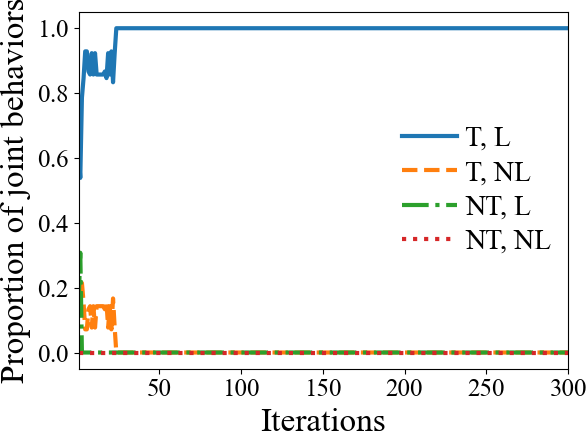 Proportion of joint behaviors
1.0
0.8
0.6
0.4
0.2
0.0
T, L
T, NL
NT, L
NT, NL
50 100 150 200 250 300
Iterations